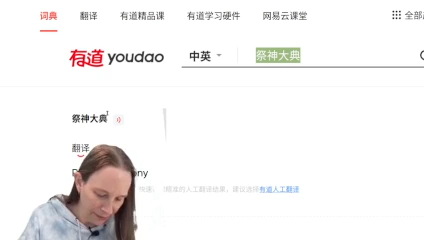 词典 翻译 有道精品课 有道学习硬件 网易云课堂 全部
有道 youdao 中英 祭神大典
祭神大典
翻译
有道人工翻译